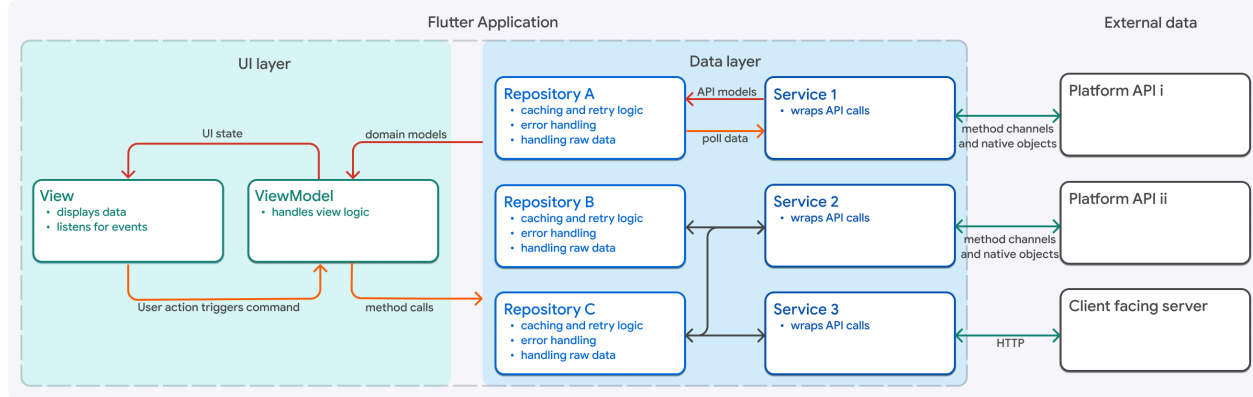 Flutter Application
External data
UI layer
Data layer
UI state
domain models
View
• displays data
• listens for events
ViewModel
• handles view logic
User action triggers command
method calls
Repository A
• caching and retry logic
• error handling
• handling raw data
API models
poll data
Service 1
• wraps API calls
method channels
and native objects
Platform API i
Repository B
• caching and retry logic
• error handling
• handling raw data
Service 2
• wraps API calls
method channels
and native objects
Platform API ii
Repository C
• caching and retry logic
• error handling
• handling raw data
Service 3
• wraps API calls
HTTP
Client facing server